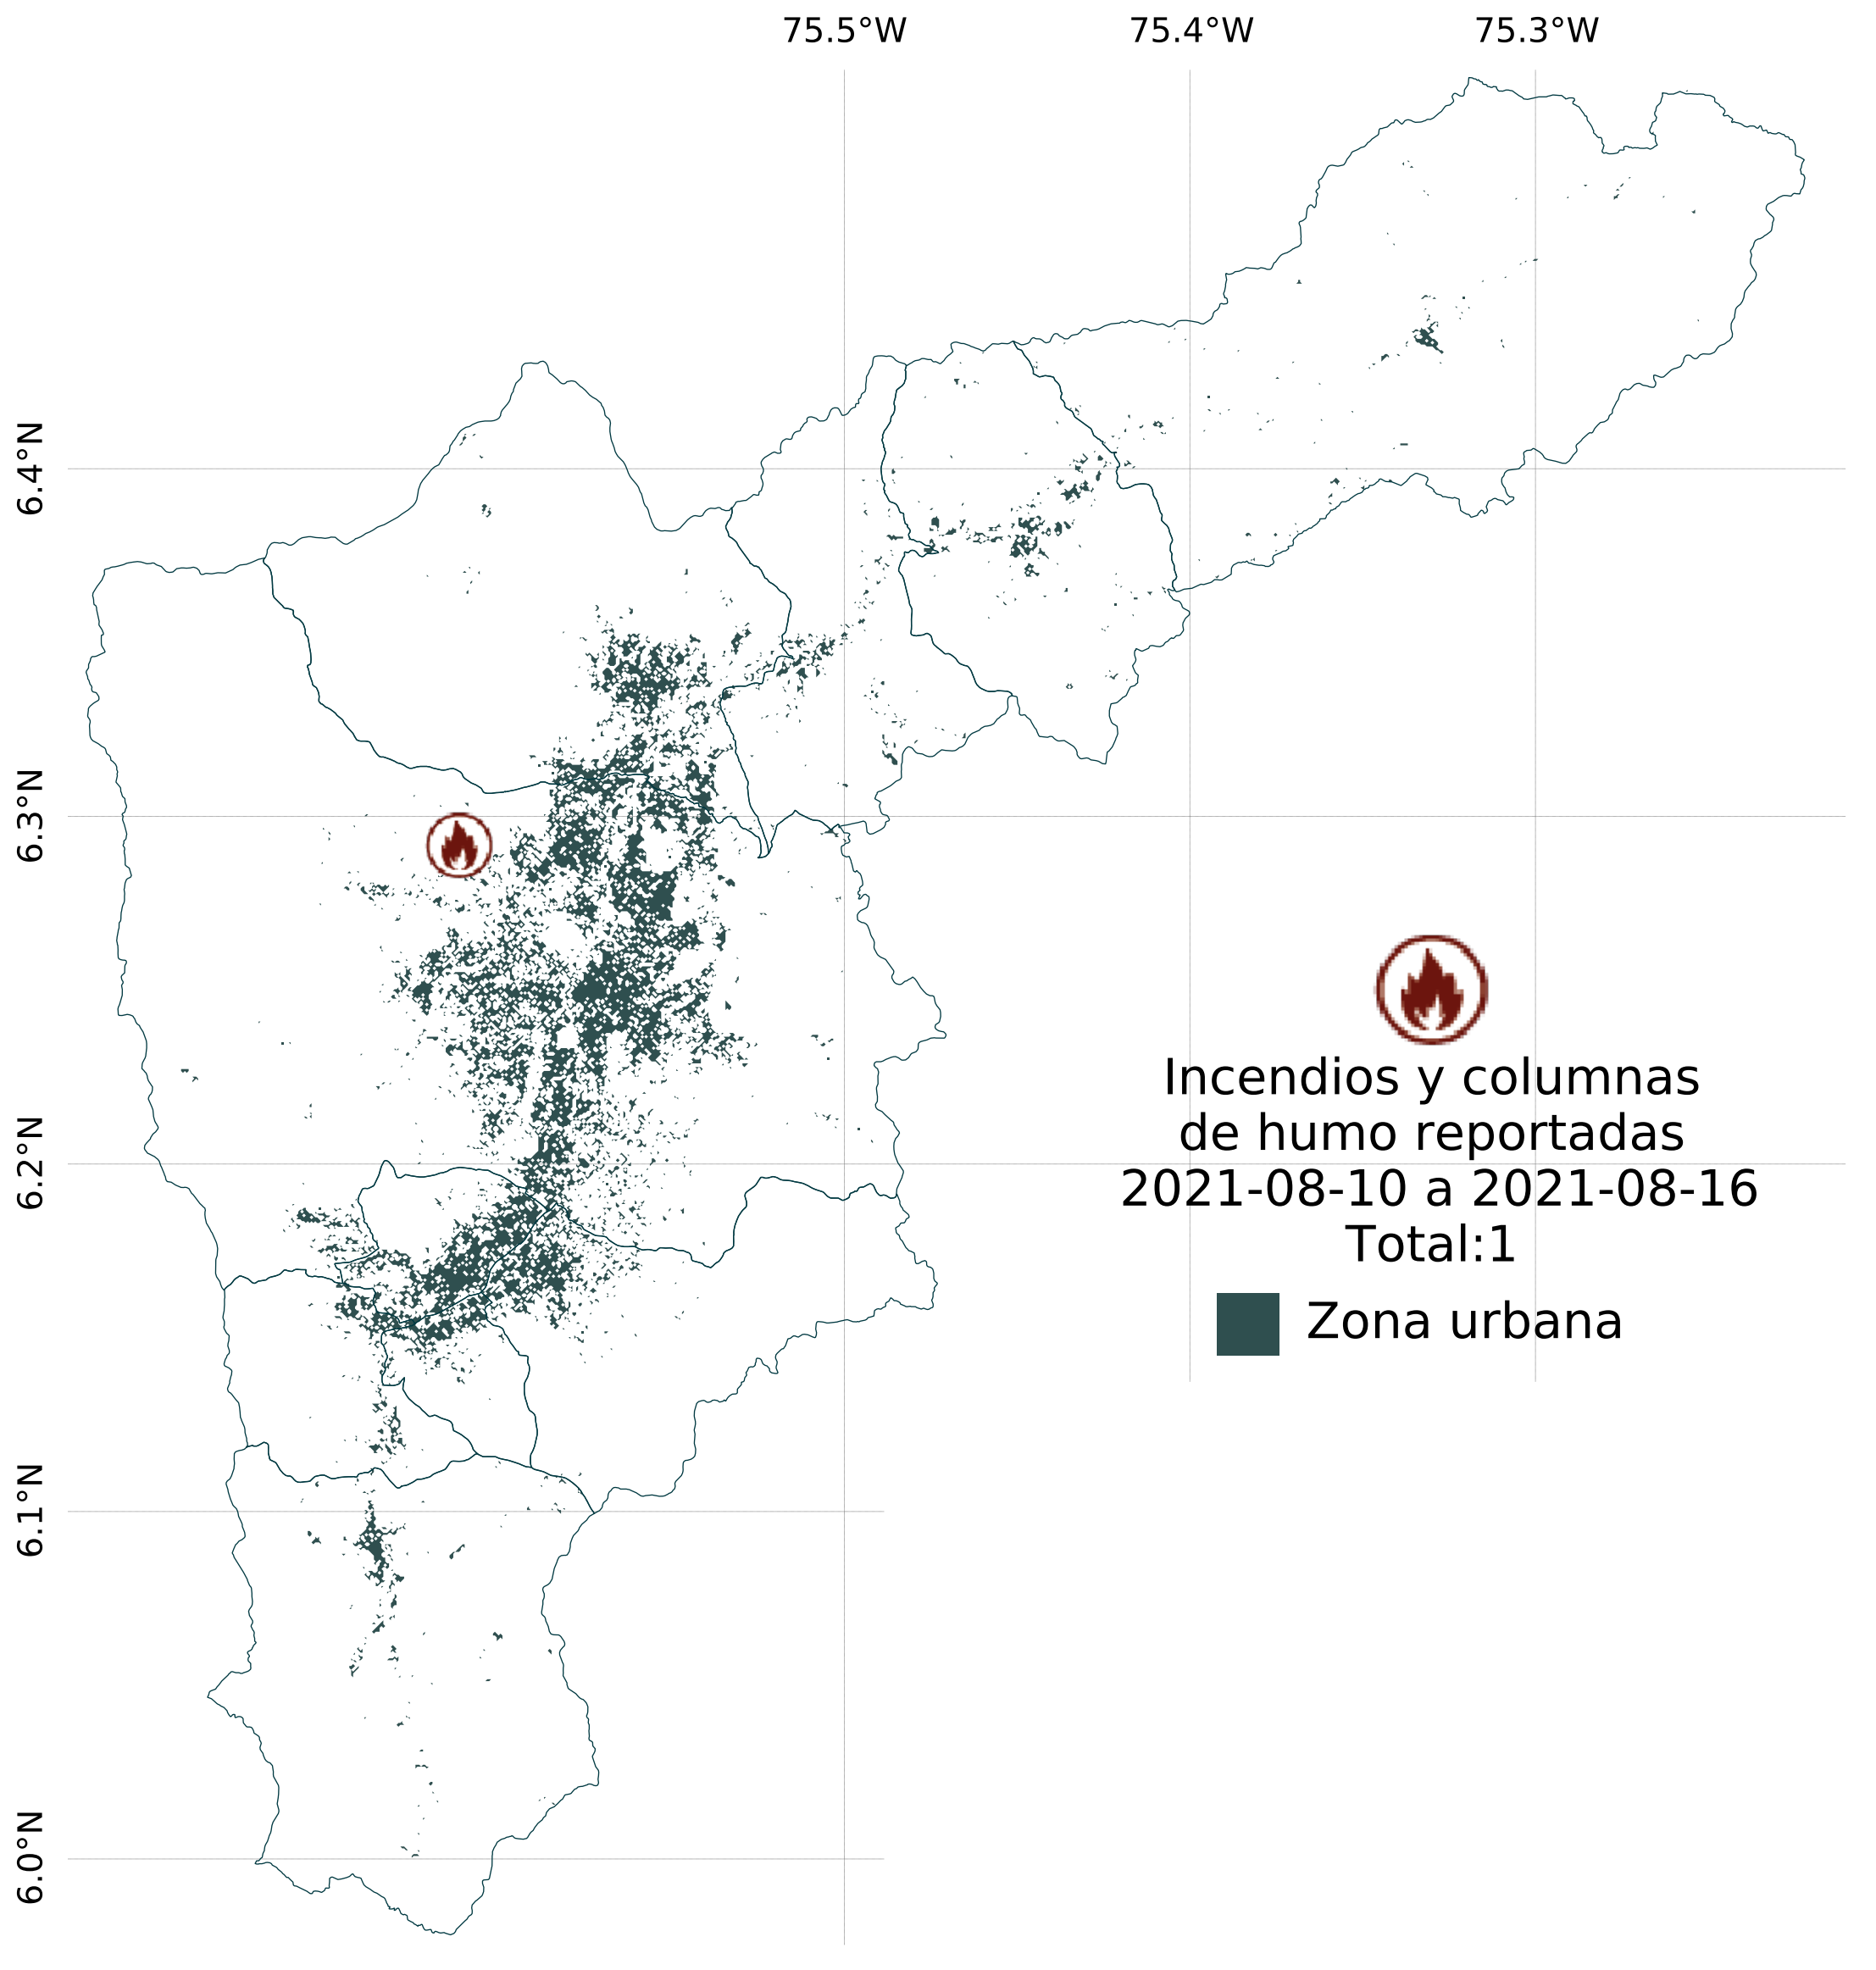 75.5°W 75.4°W 75.3°W
6.4°N
6.3°N
6.2°N
6.1°N
6.0°N
Incendios y columnas
de humo reportadas
2021-08-10 a 2021-08-16
Total:1
Zona urbana